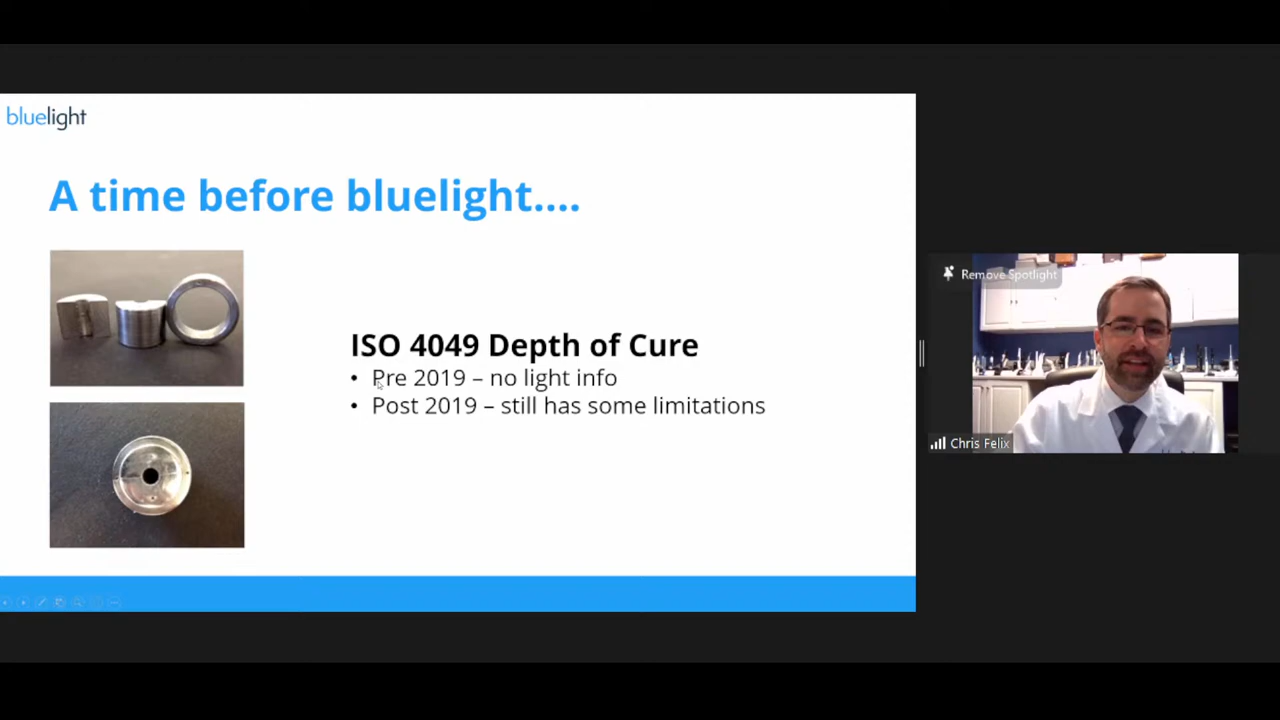 bluelight
A time before bluelight....
ISO 4049 Depth of Cure
• Pre 2019 – no light info
• Post 2019 – still has some limitations
Remove Spotlight
Chris Felix